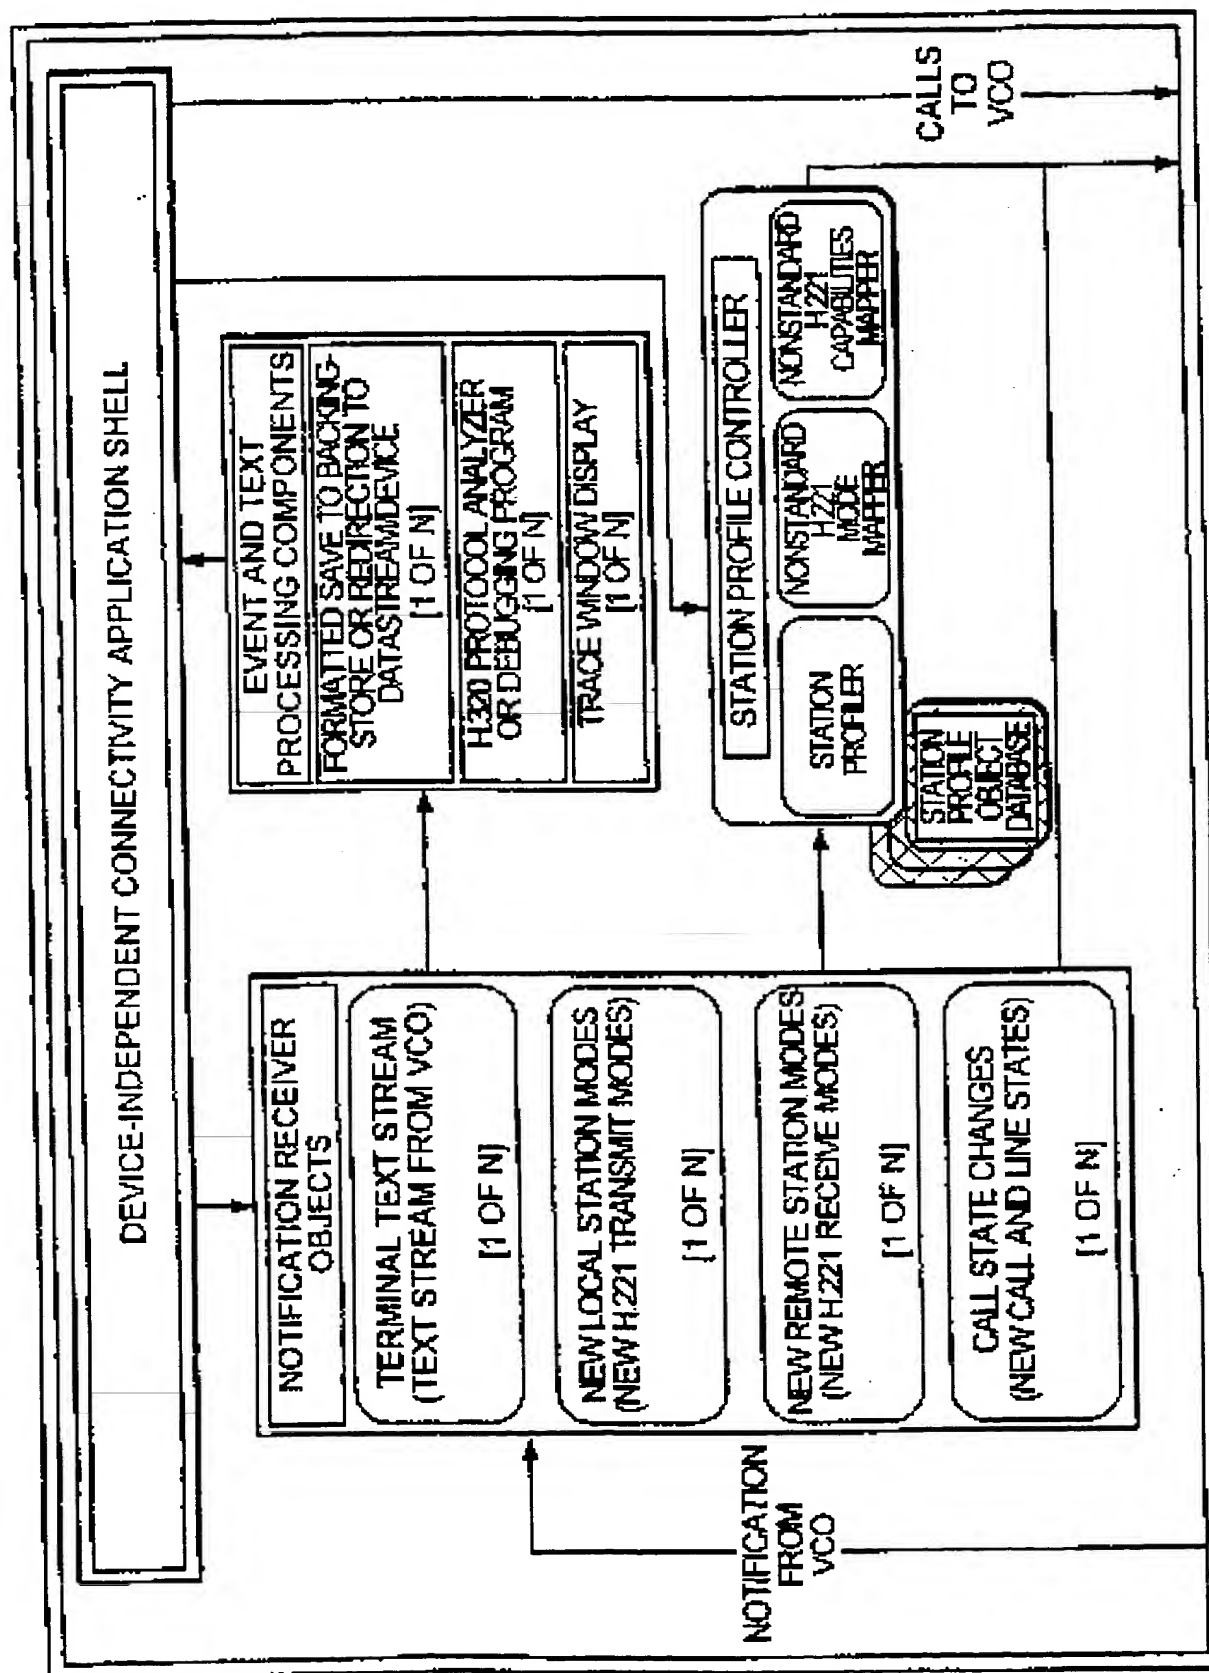 DEVICE-INDEPENDENT CONNECTIVITY APPLICATION SHELL
NOTIFICATION RECEIVER
OBJECTS
TERMINAL TEXT STREAM
(TEXT STREAM FROM VCO)
[1 OF N]
NEW LOCAL STATION MODES
(NEW H.221 TRANSMIT MODES)
[1 OF N]
NEW REMOTE STATION MODES
(NEW H.221 RECEIVE MODES)
[1 OF N]
CALL STATE CHANGES
(NEW CALL AND LINE STATES)
[1 OF N]
EVENT AND TEXT
PROCESSING COMPONENTS
FORMATTED SAVE TO BACKING-
STORE OR REDIRECTION TO
DATASTREAM/DEVICE
[1 OF N]
H.320 PROTOCOL ANALYZER
OR DEBUGGING PROGRAM
[1 OF N]
TRACE WINDOW DISPLAY
[1 OF N]
STATION PROFILE CONTROLLER
STATION
PROFILER
NONSTANDARD
H 221
MODE
MAPPER
NONSTANDARD
H 221
CAPABILITIES
MAPPER
STATION
PROFILE
OBJECT
DATABASE
NOTIFICATION
FROM
VCO
CALLS
TO
VCO